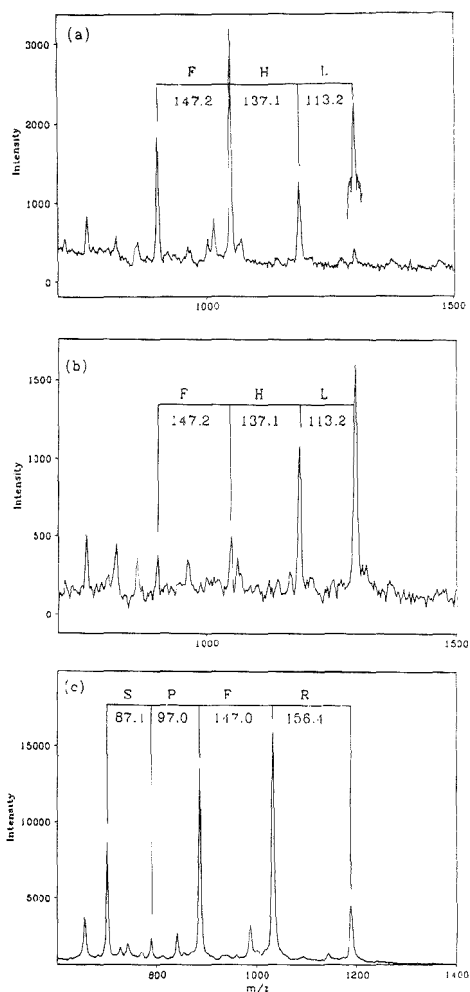 (a)
3000
2000
1000
0
Intensity
F H L
147.2 137.1 113.2
1000 1500
(b)
1500
1000
500
0
Intensity
F H L
147.2 137.1 113.2
1000 1500
(c)
15000
10000
5000
Intensity
S P F R
87.1 97.0 147.0 156.4
800 1000 1200 1400
m/z